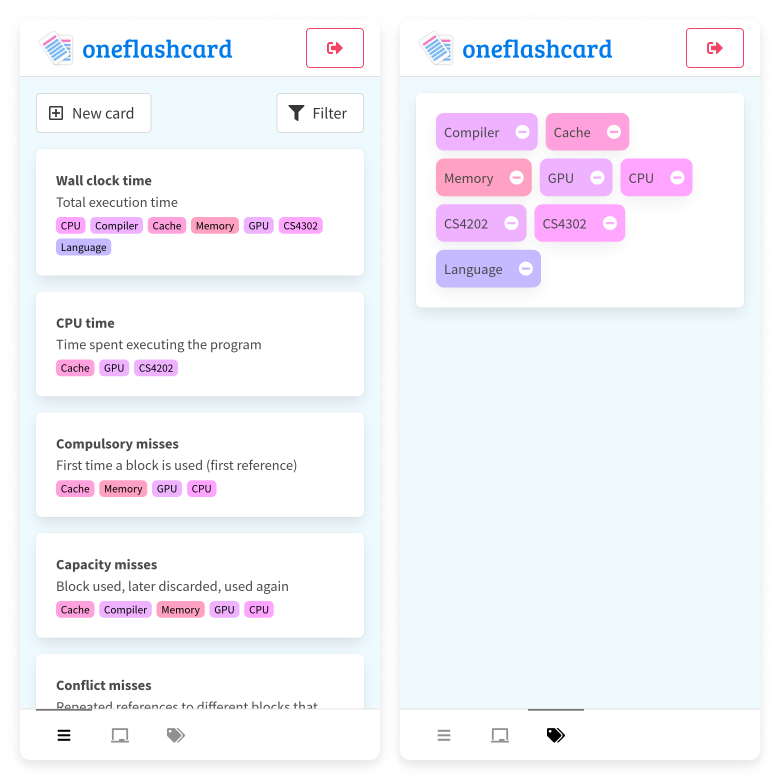 oneflashcard
New card
Filter
Wall clock time
Total execution time
CPU Compiler Cache Memory GPU CS4302
Language
CPU time
Time spent executing the program
Cache GPU CS4202
Compulsory misses
First time a block is used (first reference)
Cache Memory GPU CPU
Capacity misses
Block used, later discarded, used again
Cache Compiler Memory GPU CPU
Conflict misses
Repeated references to different blocks that
oneflashcard
Compiler Cache
Memory GPU CPU
CS4202 CS4302
Language